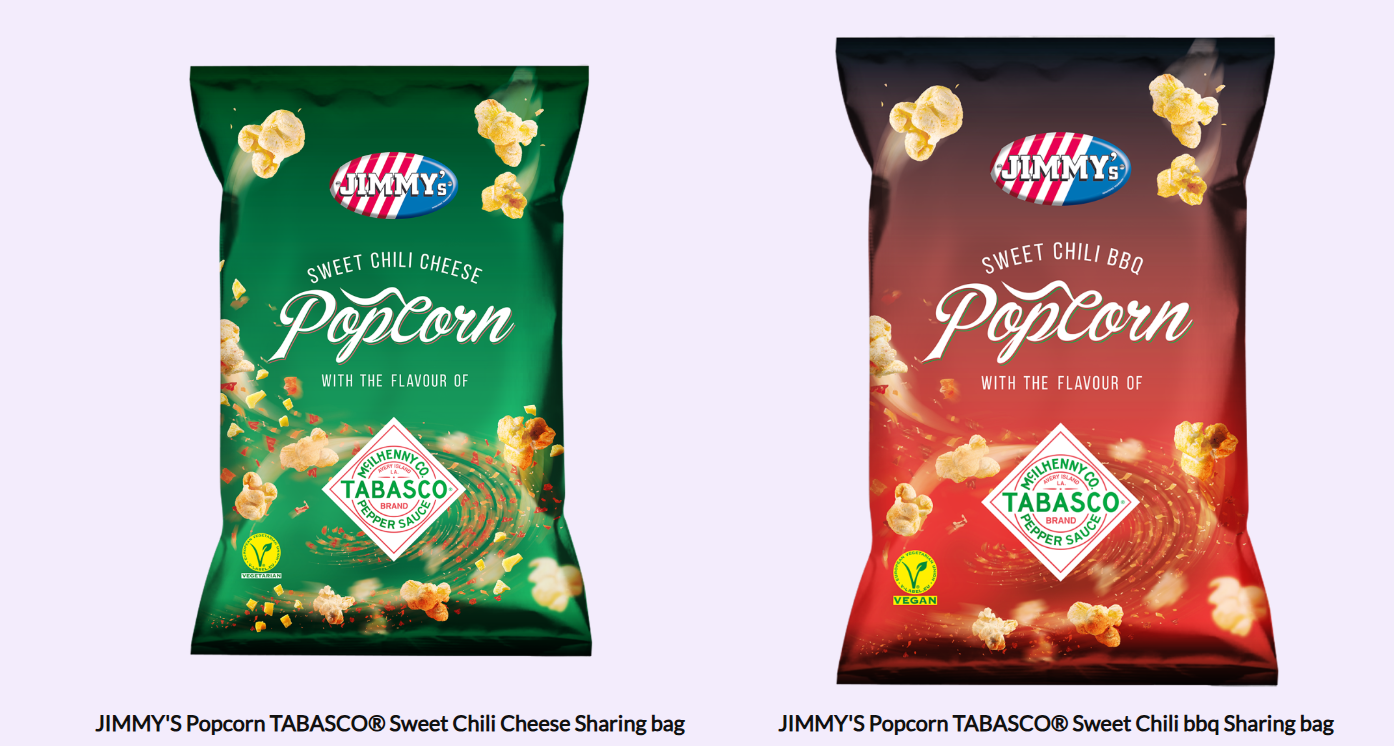 JIMMY's
SWEET CHILI CHEESE
Popcorn
WITH THE FLAVOUR OF
McILHENNY CO.
AVERY ISLAND
LA.
TABASCO®
BRAND
PEPPER SAUCE
VEGETARIAN
JIMMY'S Popcorn TABASCO® Sweet Chili Cheese Sharing bag
JIMMY's
SWEET CHILI BBQ
Popcorn
WITH THE FLAVOUR OF
McILHENNY CO.
AVERY ISLAND
LA.
TABASCO®
BRAND
PEPPER SAUCE
VEGAN
JIMMY'S Popcorn TABASCO® Sweet Chili bbq Sharing bag